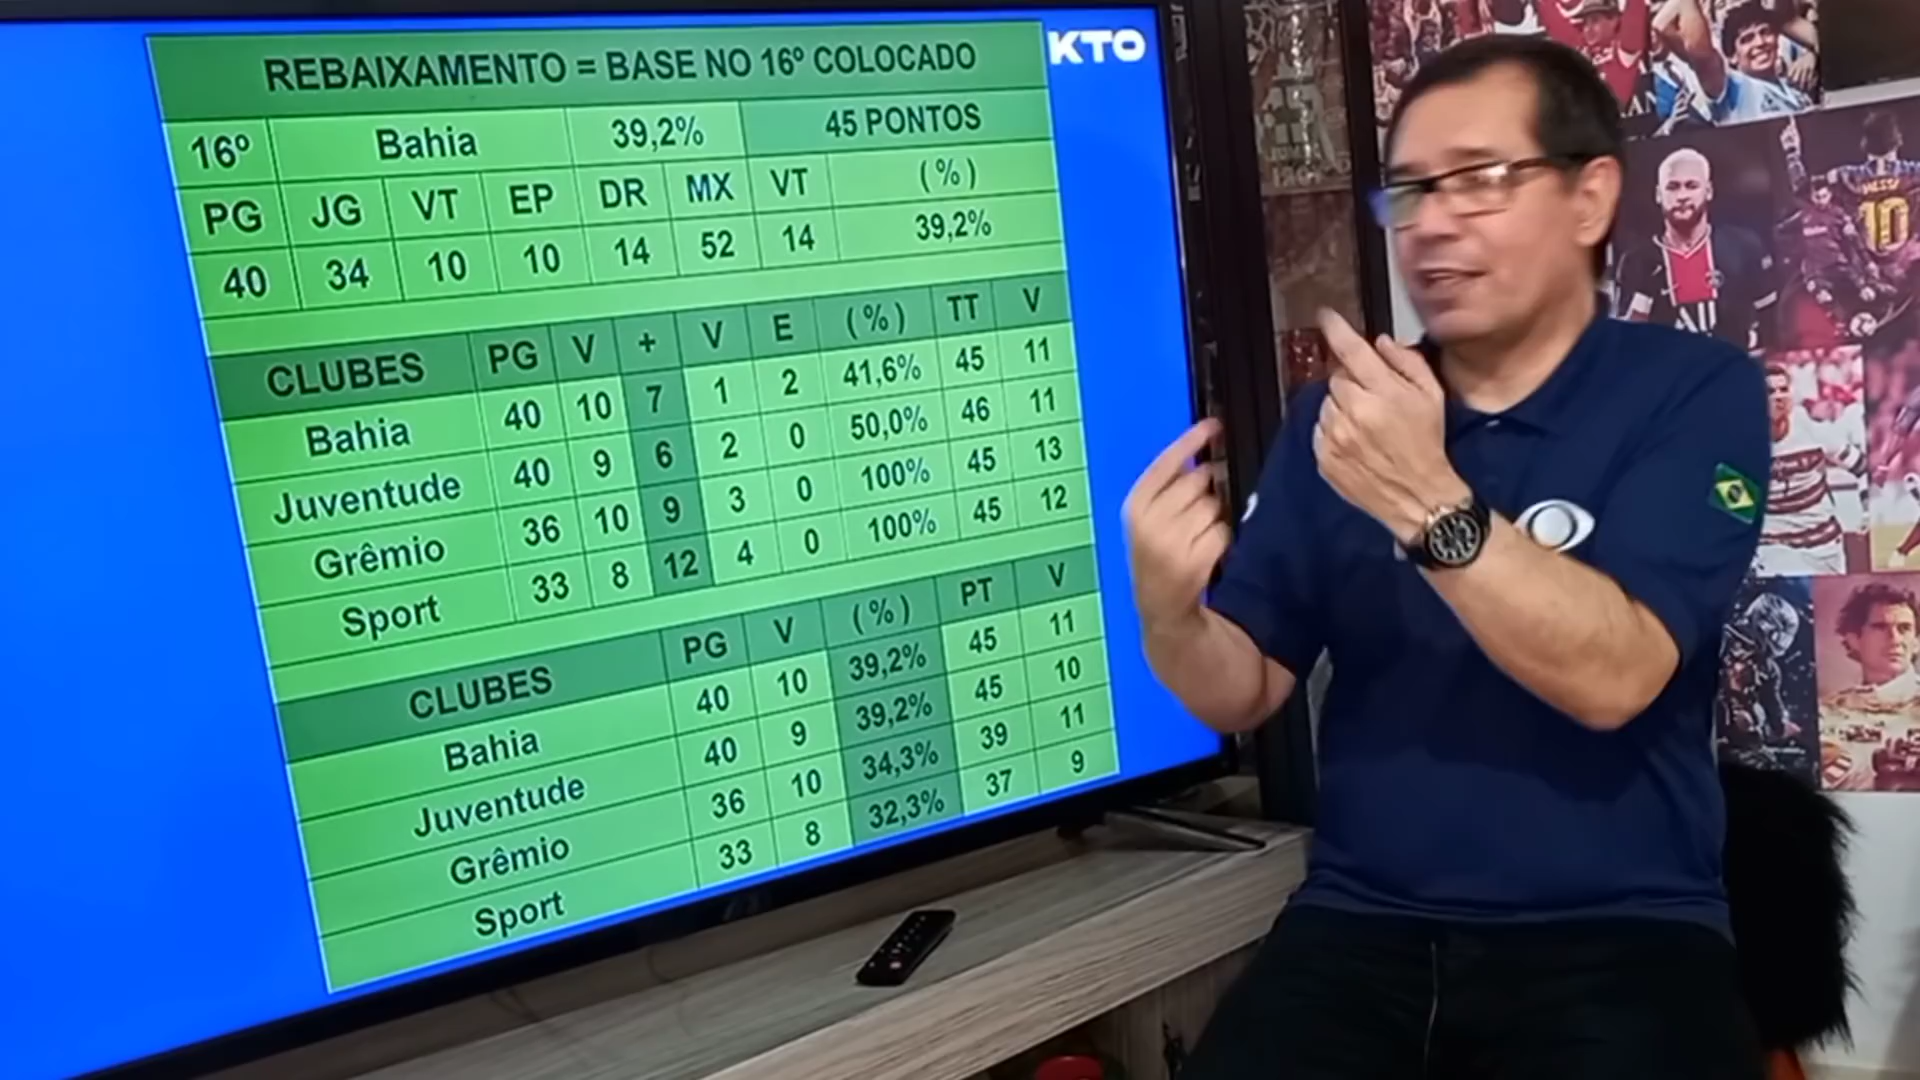 REBAIXAMENTO = BASE NO 16º COLOCADO
KTO
16º Bahia 39,2% 45 PONTOS
PG JG VT EP DR MX VT (%)
40 34 10 10 14 52 14 39,2%
CLUBES PG V + V E (%) TT V
Bahia 40 10 7 1 2 41,6% 45 11
Juventude 40 9 6 2 0 50,0% 46 11
Grêmio 36 10 9 3 0 100% 45 13
Sport 33 8 12 4 0 100% 45 12
CLUBES PG V (%) PT V
Bahia 40 10 39,2% 45 11
Juventude 40 9 39,2% 45 10
Grêmio 36 10 34,3% 39 11
Sport 33 8 32,3% 37 9
MESSI
10